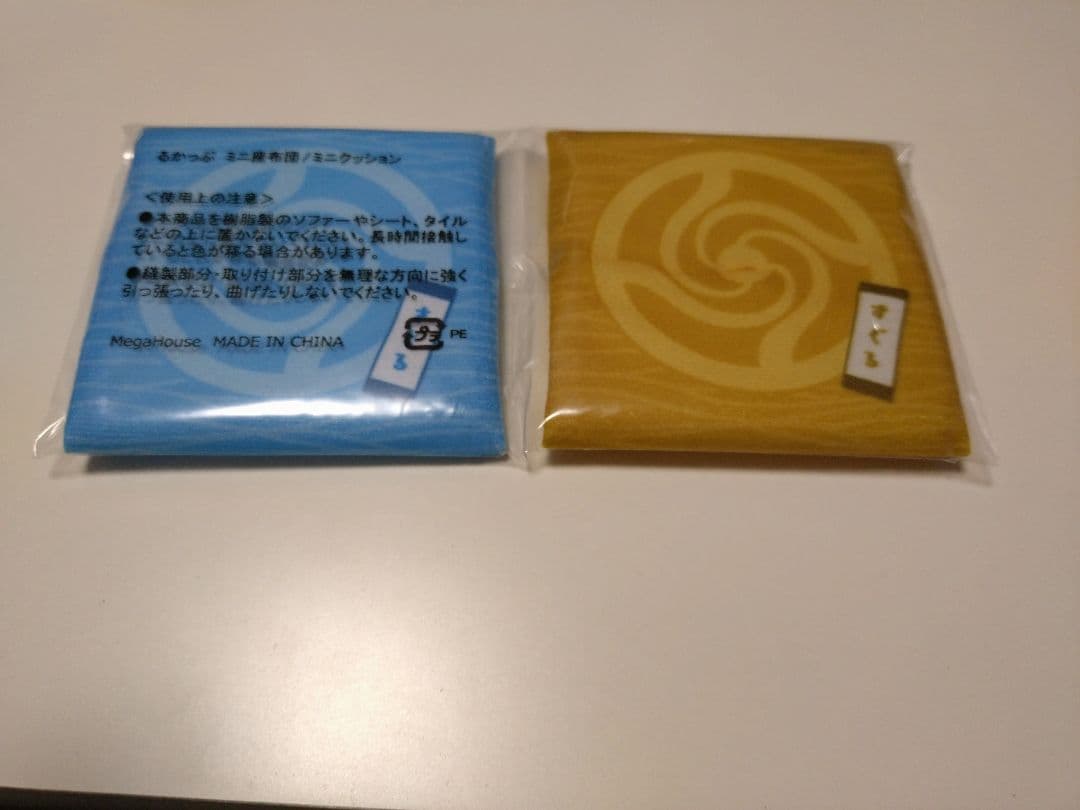 るかっぷ ミニ座布団/ミニクッション
<使用上の注意>
●本商品を樹脂製のソファーやシート、タイル
などの上に置かないでください。長時間接触し
ていると色が移る場合があります。
●縫製部分・取り付け部分を無理な方向に強く
引っ張ったり、曲げたりしないでください。
MegaHouse MADE IN CHINA
プラ PE
る
すぐる